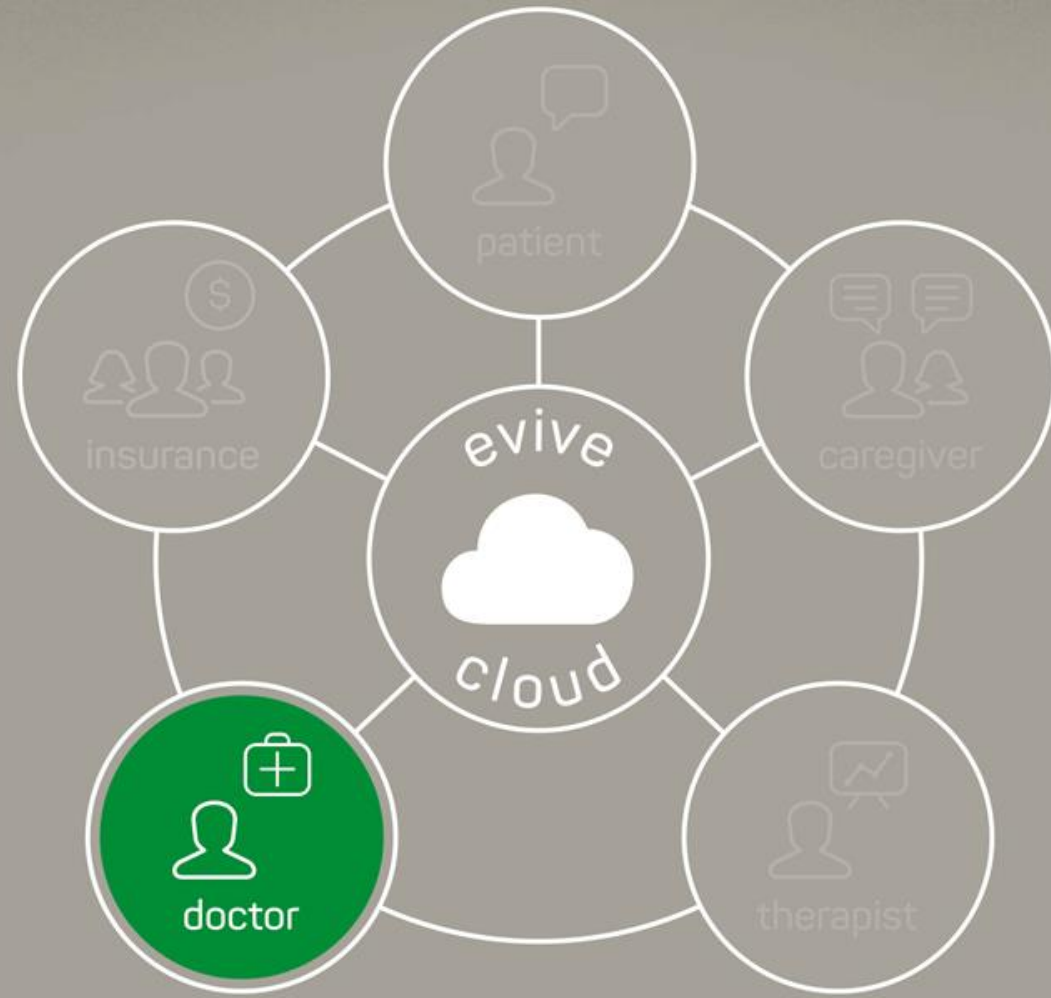 patient
$
insurance
caregiver
evive
cloud
doctor
therapist